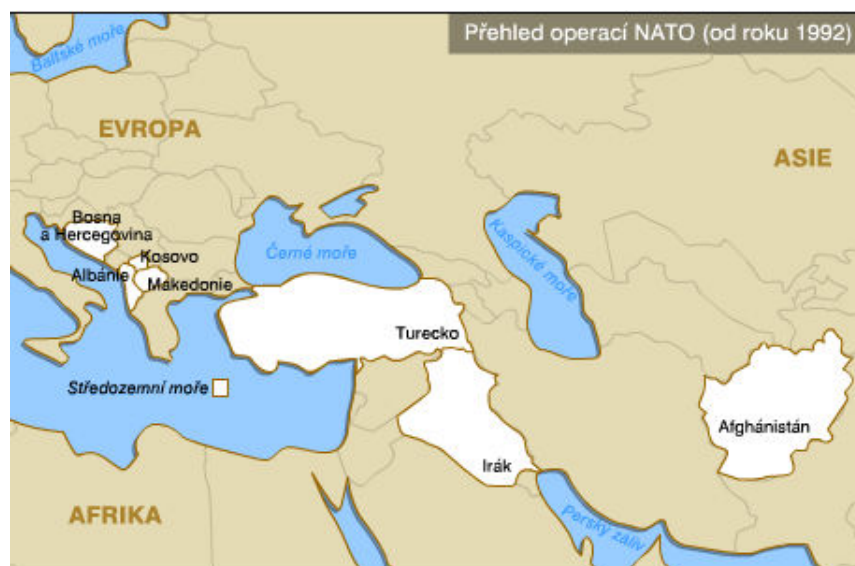 Přehled operací NATO (od roku 1992)
Baltské moře
EVROPA
ASIE
Bosna
a Hercegovina
Kosovo
Albánie
Makedonie
Černé moře
Kaspické moře
Turecko
Středozemní moře
Afghánistán
Irák
AFRIKA
Perský záliv